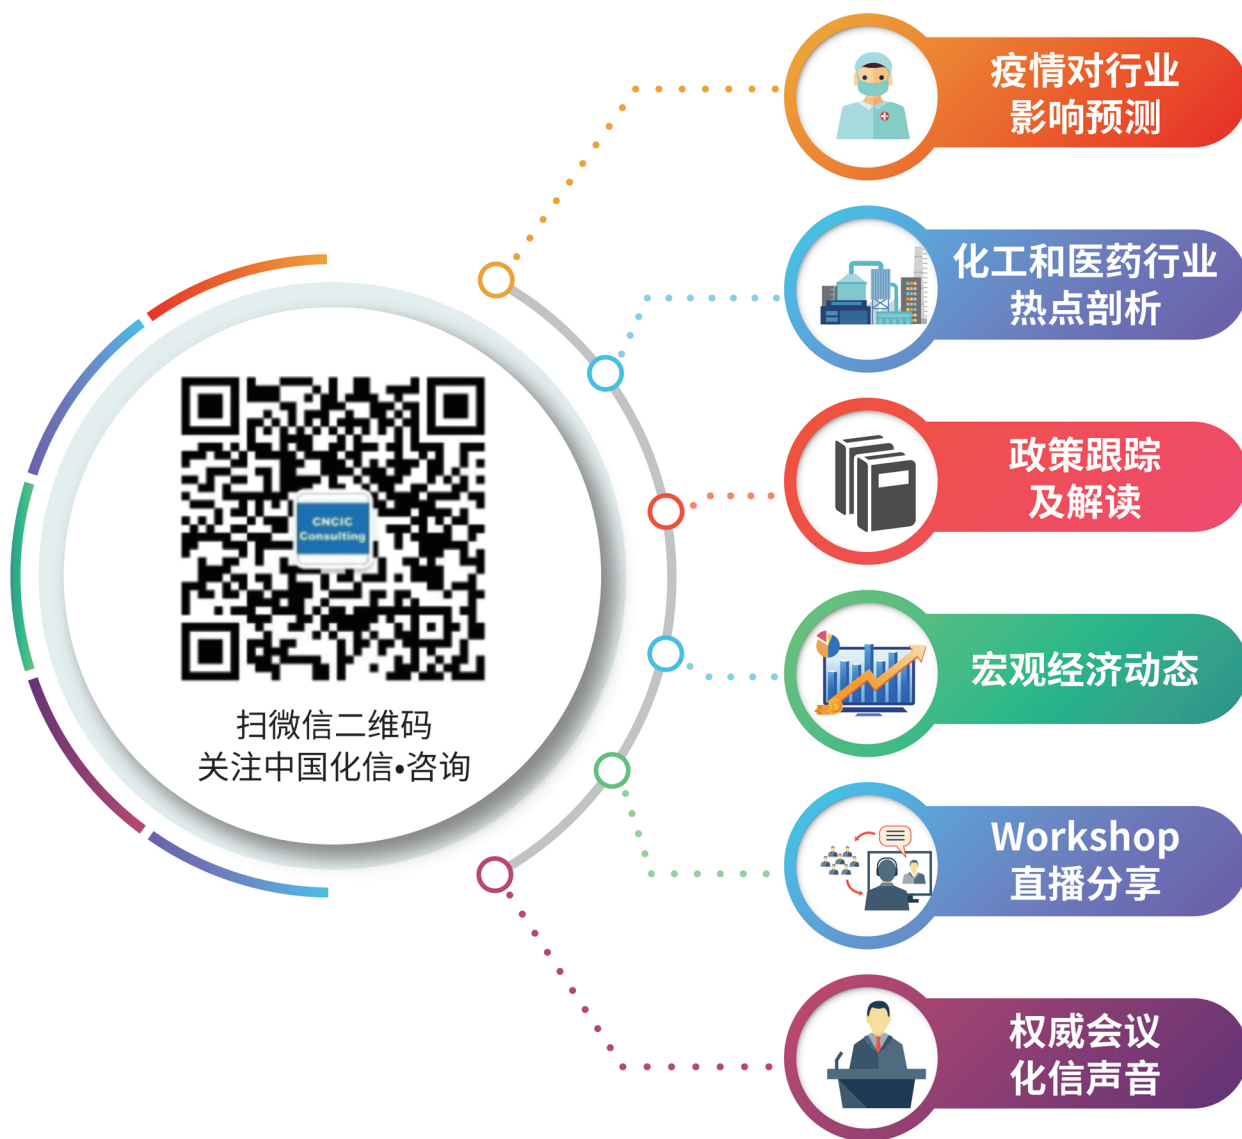 疫情对行业
影响预测
化工和医药行业
热点剖析
政策跟踪
及解读
宏观经济动态
Workshop
直播分享
权威会议
化信声音
CNCIC
Consulting
扫微信二维码
关注中国化信•咨询